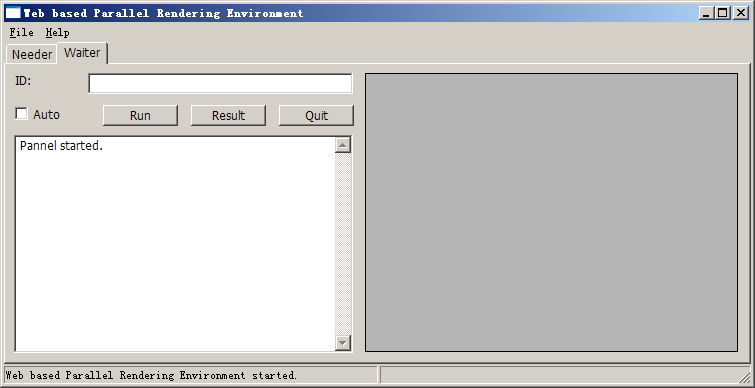 Web based Parallel Rendering Environment
File Help
Needer Waiter
ID:
Auto Run Result Quit
Pannel started.
Web based Parallel Rendering Environment started.